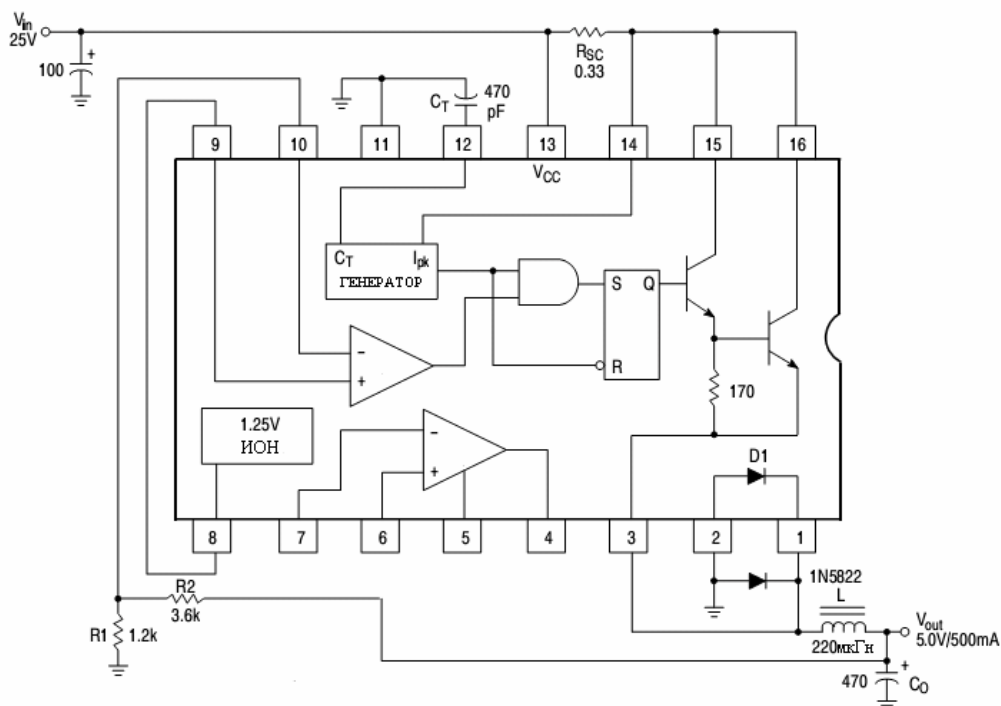 Vin
25V
100
RSC
0.33
CT
470
pF
9
10
11
12
13
14
15
16
VCC
CT
Ipk
ГЕНЕРАТОР
S
Q
R
-
+
170
1.25V
ИОН
-
+
D1
8
7
6
5
4
3
2
1
1N5822
L
R2
3.6k
R1
1.2k
220мкГн
Vout
5.0V/500mA
+
470
CO
+